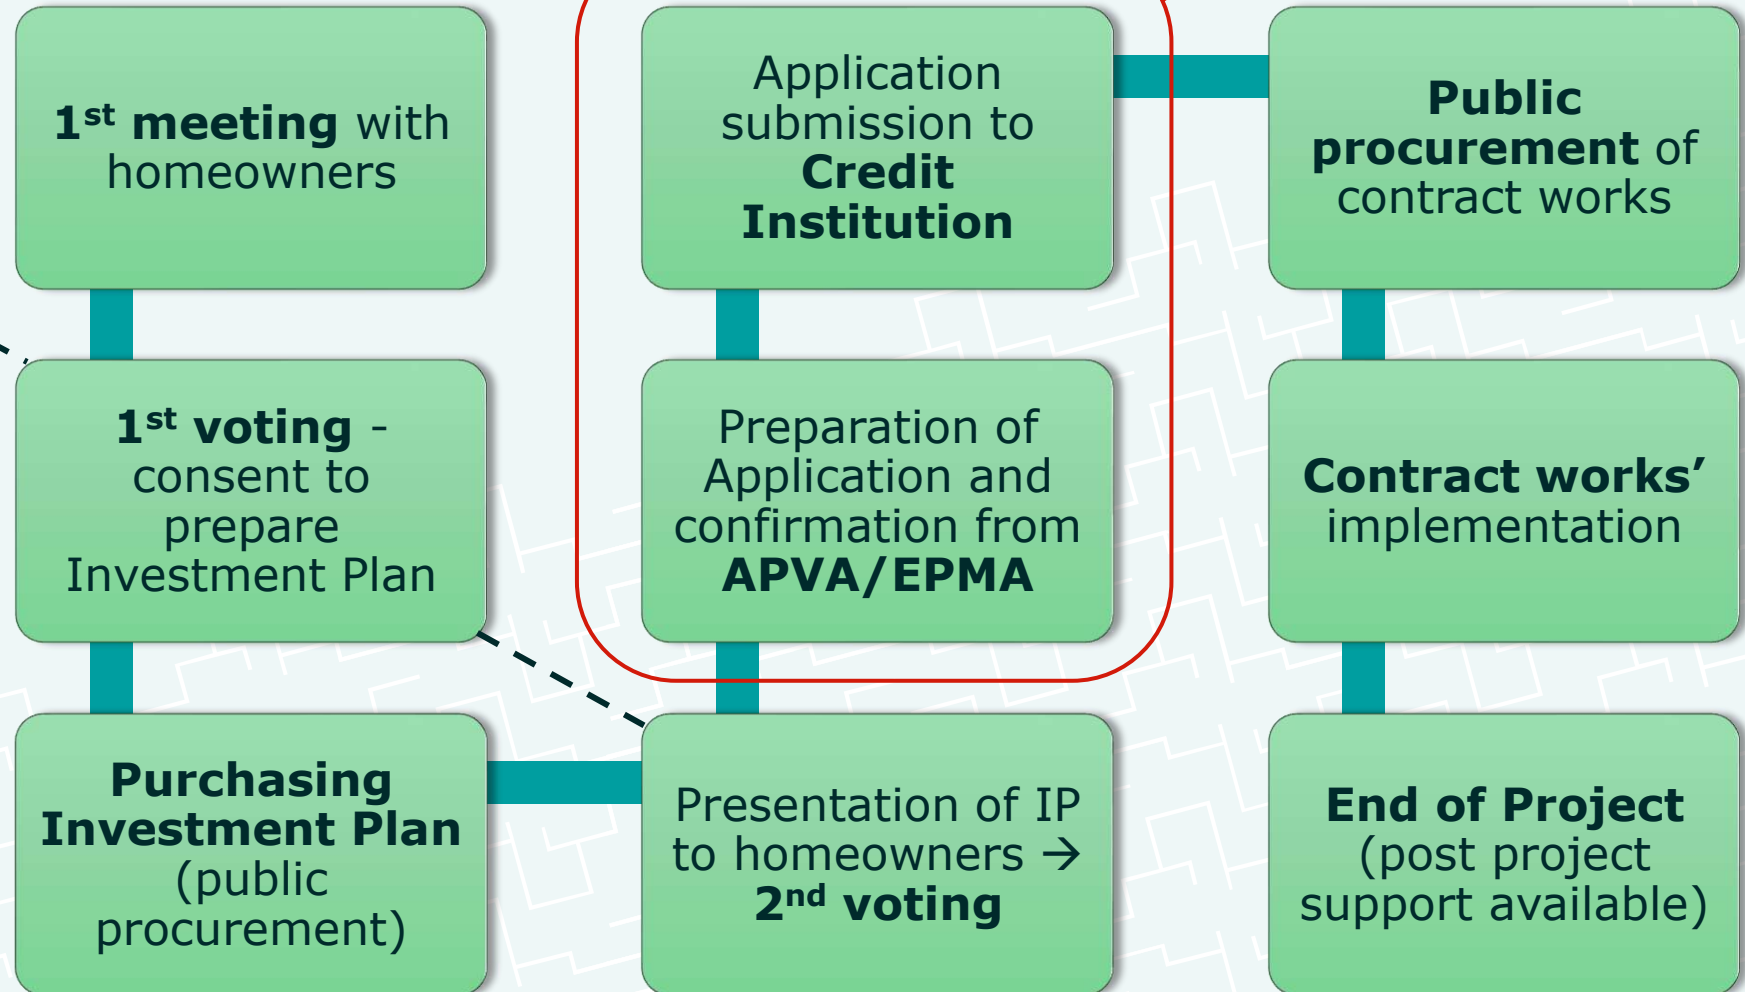 1st meeting with
homeowners
1st voting -
consent to
prepare
Investment Plan
Purchasing
Investment Plan
(public
procurement)
Presentation of IP
to homeowners →
2nd voting
Preparation of
Application and
confirmation from
APVA/EPMA
Application
submission to
Credit
Institution
Public
procurement of
contract works
Contract works’
implementation
End of Project
(post project
support available)